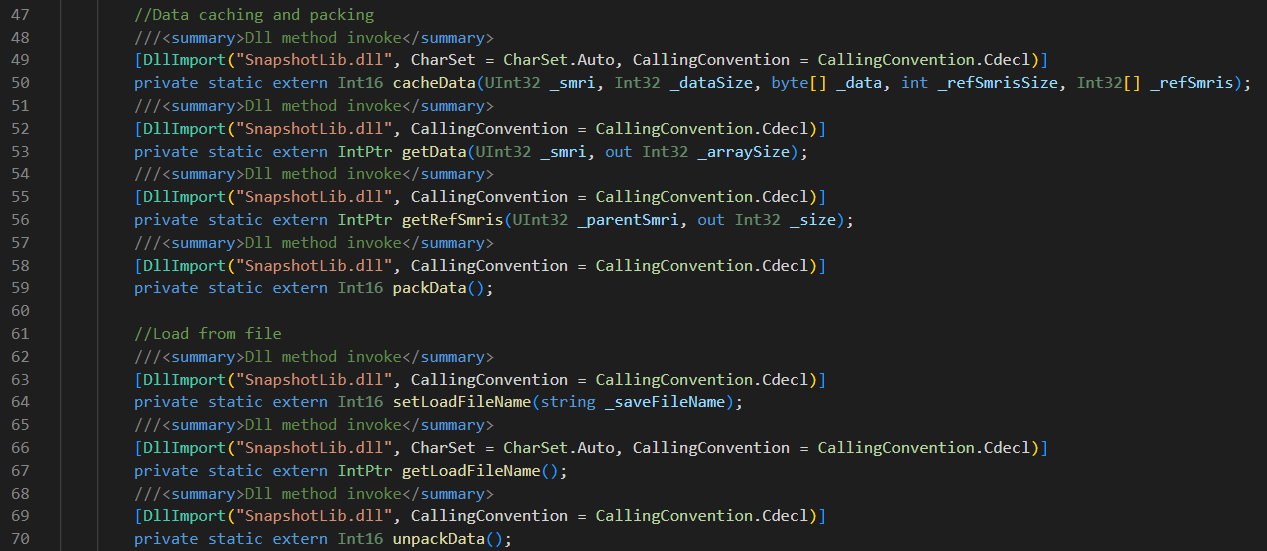 47 //Data caching and packing
48 ///<summary>Dll method invoke</summary>
49 [DllImport("SnapshotLib.dll", CharSet = CharSet.Auto, CallingConvention = CallingConvention.Cdecl)]
50 private static extern Int16 cacheData(UInt32 _smri, Int32 _dataSize, byte[] _data, int _refSmrisSize, Int32[] _refSmris);
51 ///<summary>Dll method invoke</summary>
52 [DllImport("SnapshotLib.dll", CallingConvention = CallingConvention.Cdecl)]
53 private static extern IntPtr getData(UInt32 _smri, out Int32 _arraySize);
54 ///<summary>Dll method invoke</summary>
55 [DllImport("SnapshotLib.dll", CallingConvention = CallingConvention.Cdecl)]
56 private static extern IntPtr getRefSmris(UInt32 _parentSmri, out Int32 _size);
57 ///<summary>Dll method invoke</summary>
58 [DllImport("SnapshotLib.dll", CallingConvention = CallingConvention.Cdecl)]
59 private static extern Int16 packData();
60
61 //Load from file
62 ///<summary>Dll method invoke</summary>
63 [DllImport("SnapshotLib.dll", CallingConvention = CallingConvention.Cdecl)]
64 private static extern Int16 setLoadFileName(string _saveFileName);
65 ///<summary>Dll method invoke</summary>
66 [DllImport("SnapshotLib.dll", CharSet = CharSet.Auto, CallingConvention = CallingConvention.Cdecl)]
67 private static extern IntPtr getLoadFileName();
68 ///<summary>Dll method invoke</summary>
69 [DllImport("SnapshotLib.dll", CallingConvention = CallingConvention.Cdecl)]
70 private static extern Int16 unpackData();